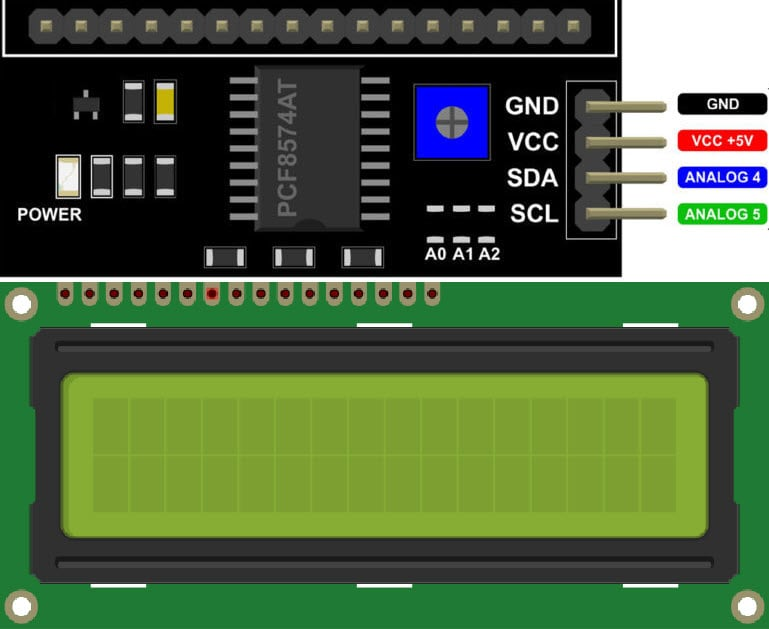 PCF8574AT
GND GND
VCC VCC +5V
SDA ANALOG 4
SCL ANALOG 5
POWER
A0 A1 A2